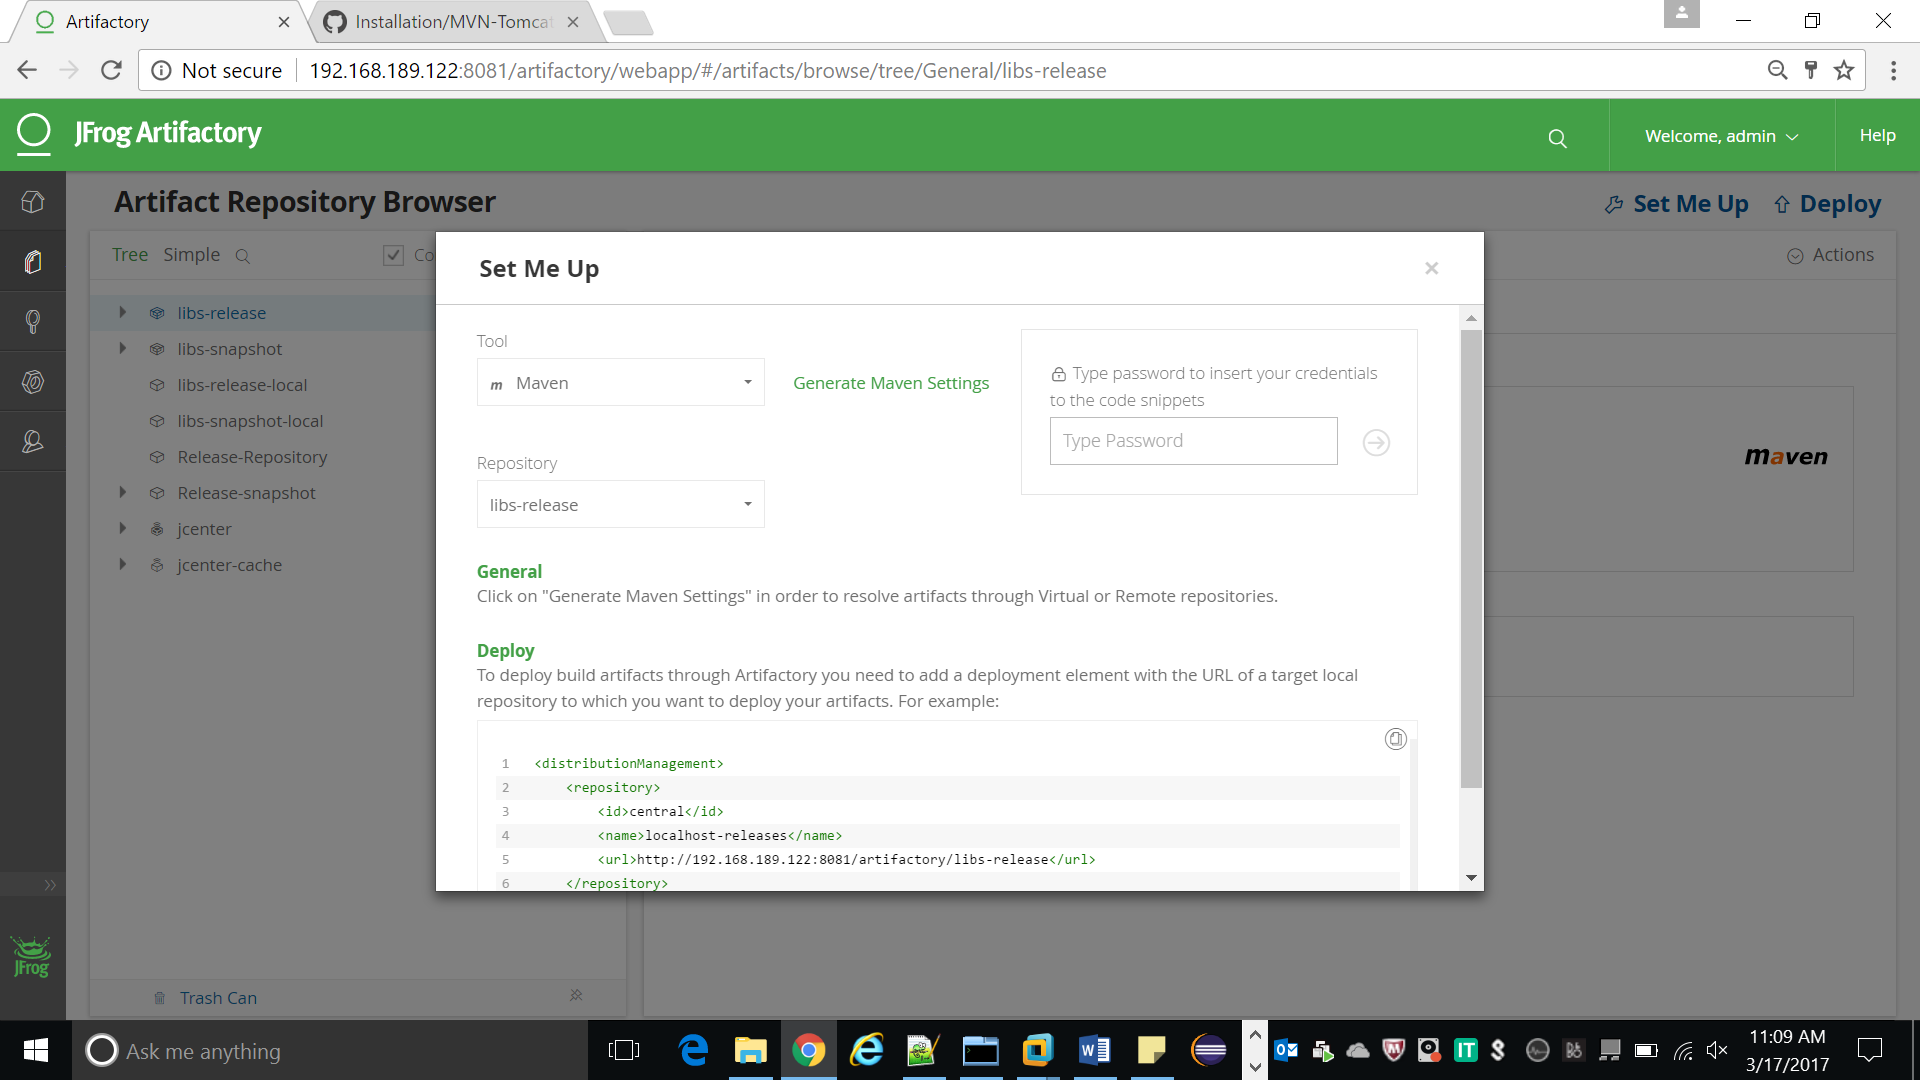 Artifactory
Installation/MVN-Tomca
Not secure
192.168.189.122:8081/artifactory/webapp/#/artifacts/browse/tree/General/libs-release
JFrog Artifactory
Welcome, admin
Help
Artifact Repository Browser
Set Me Up
Deploy
Tree
Simple
Co
Actions
libs-release
libs-snapshot
libs-release-local
libs-snapshot-local
Release-Repository
Release-snapshot
jcenter
jcenter-cache
Trash Can
JFrog
maven
Set Me Up
Tool
m Maven
Generate Maven Settings
Type password to insert your credentials
to the code snippets
Type Password
Repository
libs-release
General
Click on "Generate Maven Settings" in order to resolve artifacts through Virtual or Remote repositories.
Deploy
To deploy build artifacts through Artifactory you need to add a deployment element with the URL of a target local
repository to which you want to deploy your artifacts. For example:
1 <distributionManagement>
2 <repository>
3 <id>central</id>
4 <name>localhost-releases</name>
5 <url>http://192.168.189.122:8081/artifactory/libs-release</url>
6 </repository>
Ask me anything
IT
11:09 AM
3/17/2017